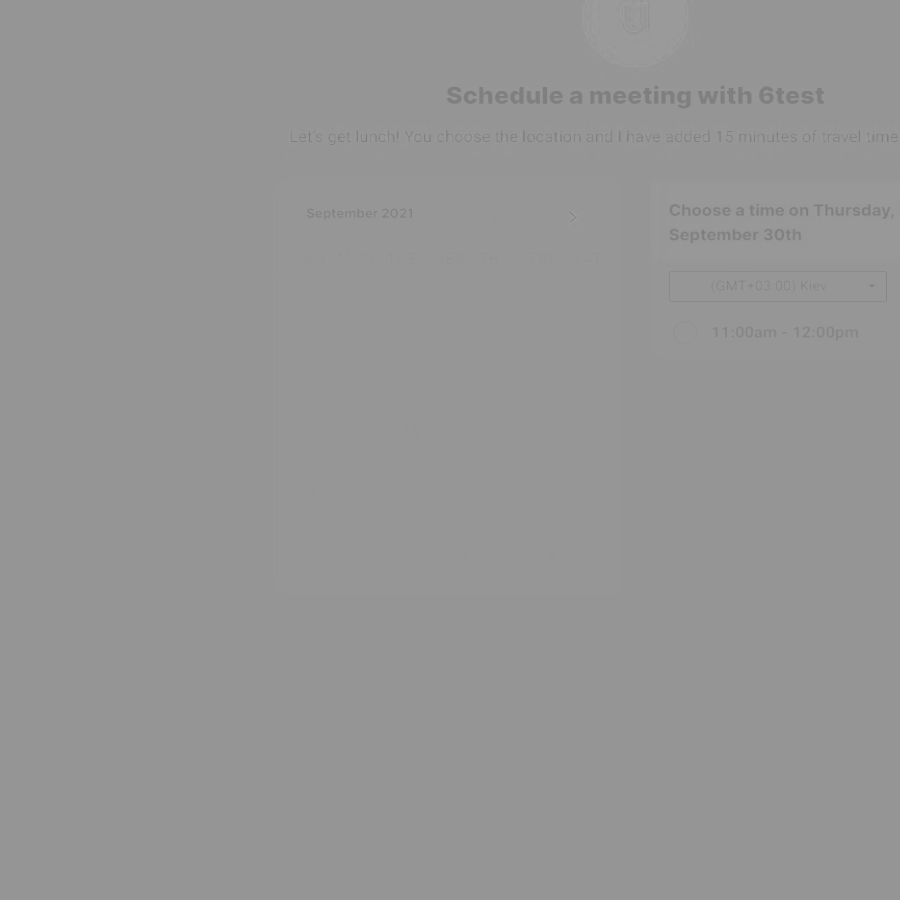 Schedule a meeting with 6test
Let's get lunch! You choose the location and I have added 15 minutes of travel time
September 2021
Choose a time on Thursday,
September 30th
(GMT+03:00) Kiev
11:00am - 12:00pm